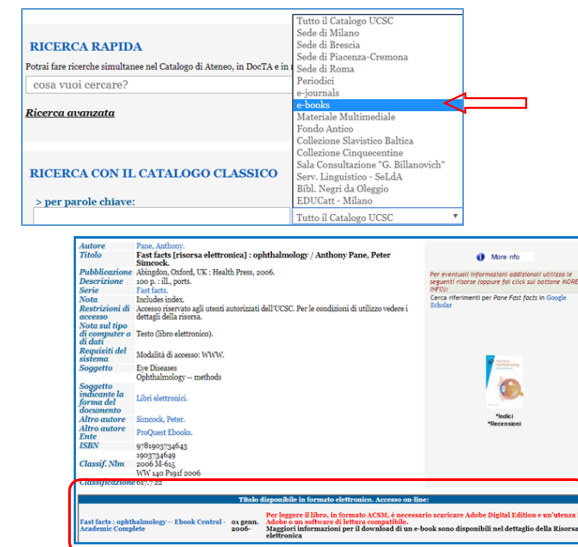 Tutto il Catalogo UCSC
Sede di Milano
Sede di Brescia
Sede di Piacenza-Cremona
Sede di Roma
Periodici
e-journals
e-books
Materiale Multimediale
Fondo Antico
Collezione Slavistico Baltica
Collezione Cinquecentine
Sala Consultazione "G. Billanovich"
Serv. Linguistico - SeLdA
Bibl. Negri da Oleggio
EDUCatt - Milano
RICERCA RAPIDA
Potrai fare ricerche simultanee nel Catalogo di Ateneo, in DocTA e in
cosa vuoi cercare?
Ricerca avanzata
RICERCA CON IL CATALOGO CLASSICO
> per parole chiave:
Tutto il Catalogo UCSC
Autore Pane, Anthony.
Titolo Fast facts [risorsa elettronica] : ophthalmology / Anthony Pane, Peter
Simcock.
Pubblicazione Abingdon, Oxford, UK : Health Press, 2006.
Descrizione 100 p. : ill., ports.
Serie Fast facts.
Nota Includes index.
Restrizioni di accesso Accesso riservato agli utenti autorizzati dell'UCSC. Per le condizioni di utilizzo vedere i
dettagli della risorsa.
Nota sul tipo
di computer o Testo (libro elettronico).
di dati
Requisiti del
sistema Modalità di accesso: WWW.
Soggetto Eye Diseases
Ophthalmology -- methods
Soggetto
indicante la
forma del Libri elettronici.
documento
Altro autore Simcock, Peter.
Altro autore
Ente ProQuest Ebooks.
ISBN 9781903734643
1903734649
Classif. Nlm 2006 M-615
WW 140 P191f 2006
Classificazione 617.7 22
More info
Per eventuali informazioni addizionali utilizza le
seguenti risorse (oppure fai click sul bottone MORE
INFO):
Cerca riferimenti per Pane Fast facts in Google
Scholar
*Indici
*Recensioni
Titolo disponibile in formato elettronico. Accesso on-line:
Fast facts : ophthalmology -- Ebook Central -
Academic Complete
01 genn.
2006-
Per leggere il libro, in formato ACSM, è necessario scaricare Adobe Digital Edition e un'utenza
Adobe o un software di lettura compatibile.
Maggiori informazioni per il download di un e-book sono disponibili nel dettaglio della Risorsa
elettronica